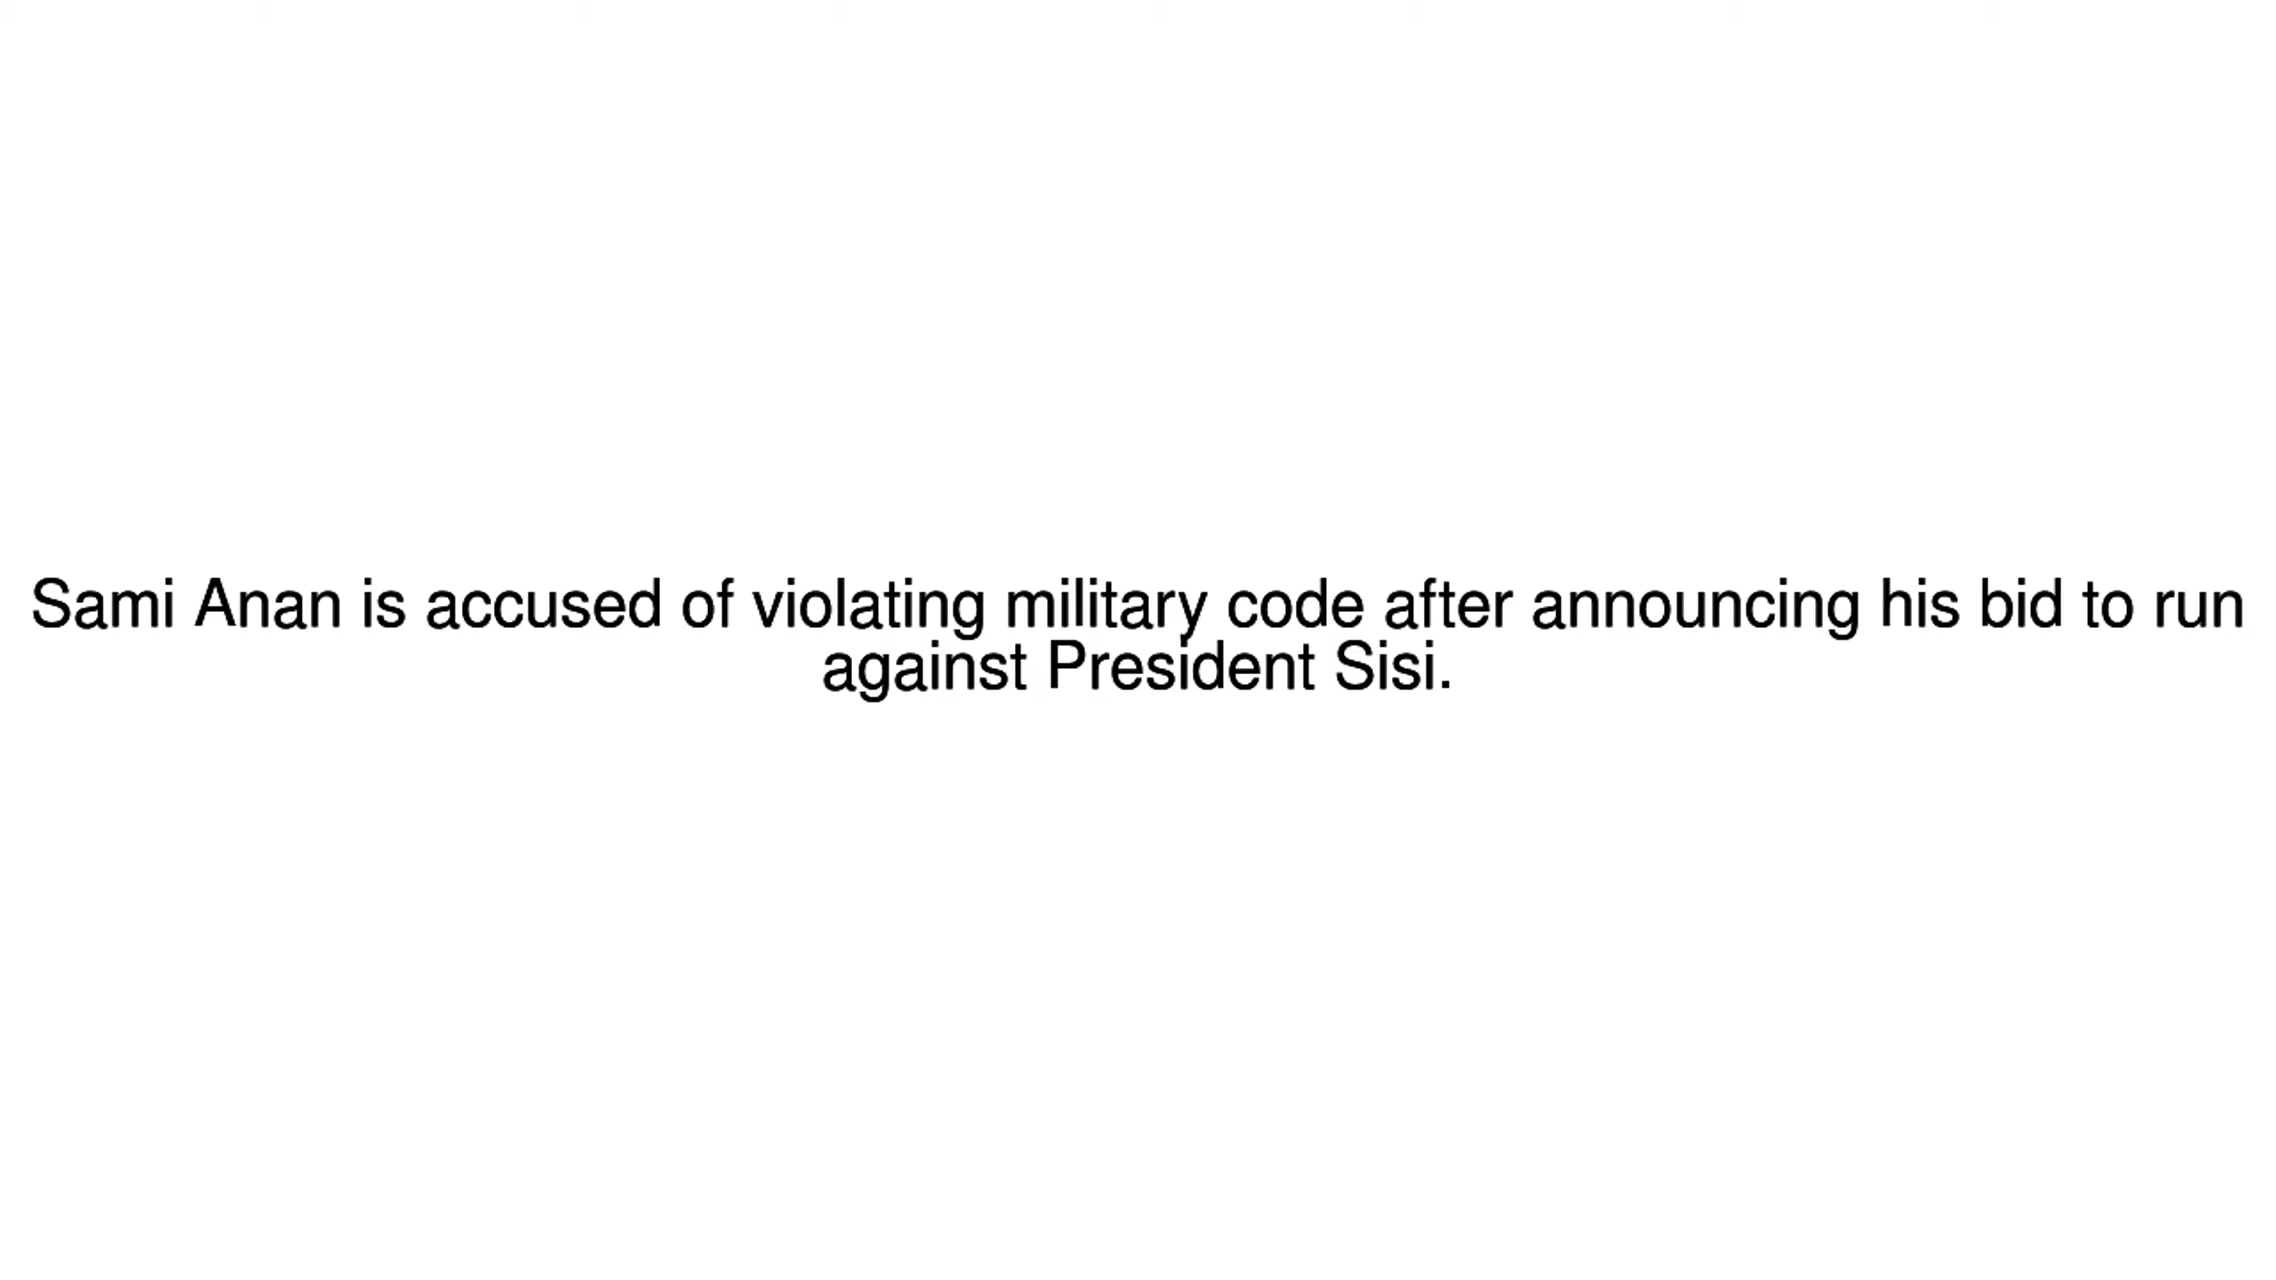 Sami Anan is accused of violating military code after announcing his bid to run
against President Sisi.